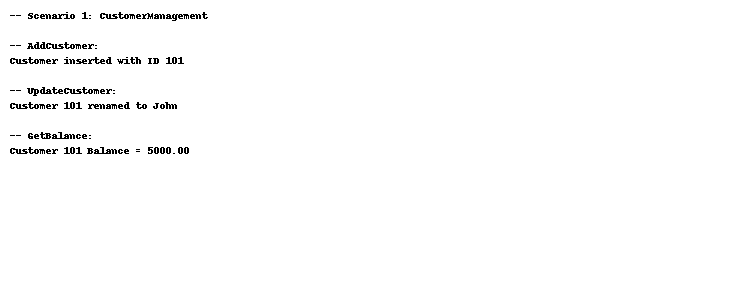 -- Scenario 1: CustomerManagement
-- AddCustomer:
Customer inserted with ID 101
-- UpdateCustomer:
Customer 101 renamed to John
-- GetBalance:
Customer 101 Balance = 5000.00